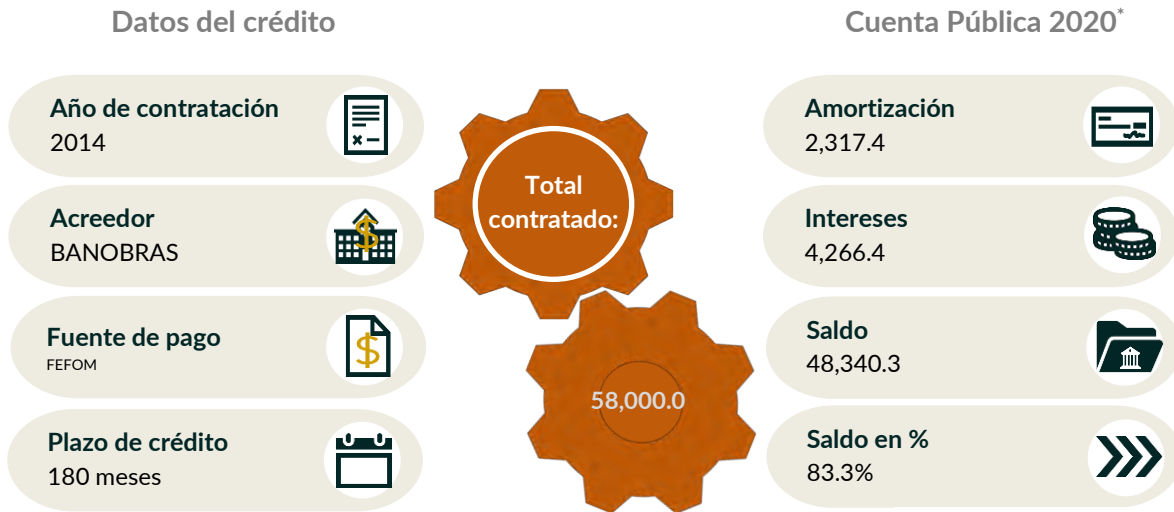 Datos del crédito
Año de contratación
2014
Acreedor
BANOBRAS
Fuente de pago
FEFOM
Plazo de crédito
180 meses
Total
contratado:
58,000.0
Cuenta Pública 2020*
Amortización
2,317.4
Intereses
4,266.4
Saldo
48,340.3
Saldo en %
83.3%